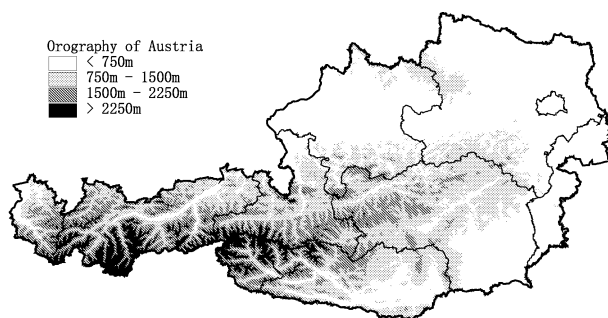 Orography of Austria
< 750m
750m - 1500m
1500m - 2250m
> 2250m